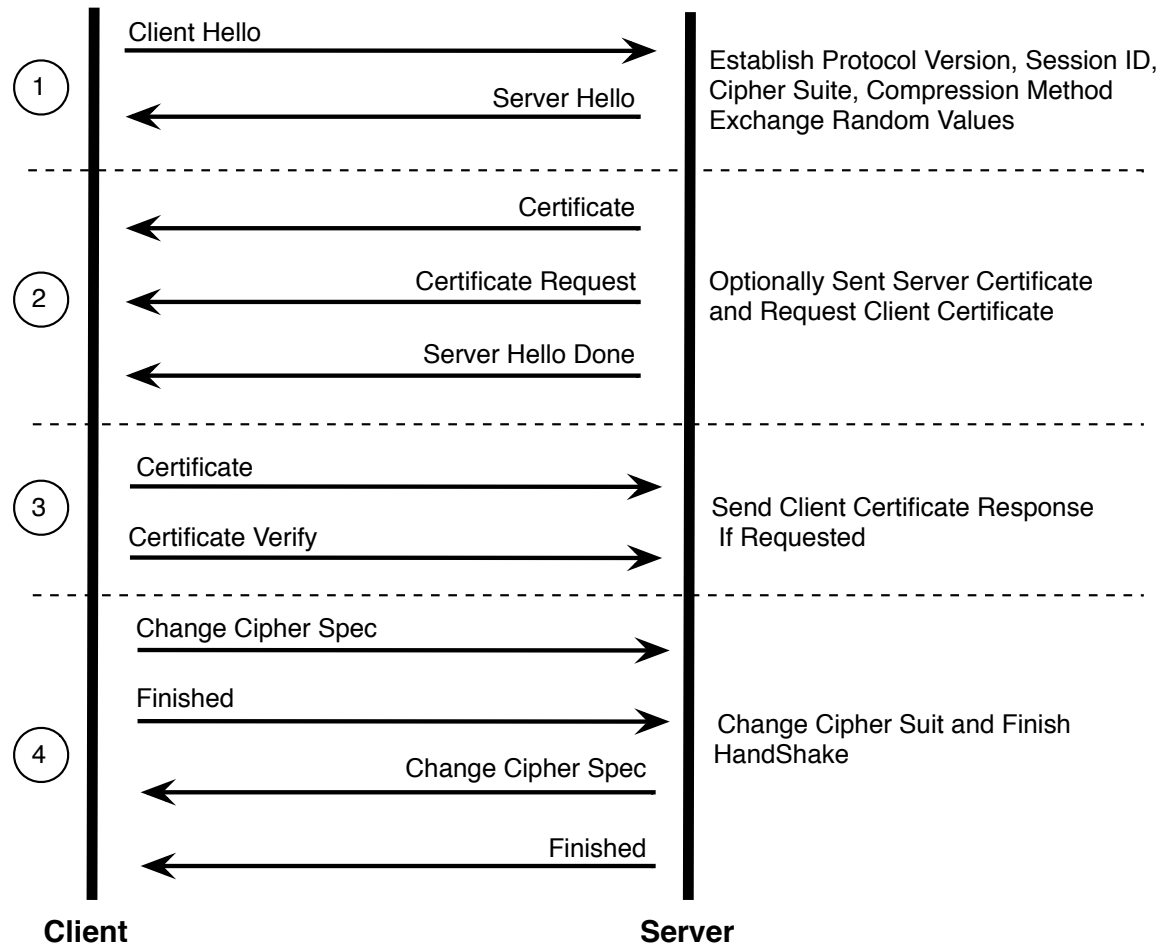 Client Hello
1
Establish Protocol Version, Session ID,
Cipher Suite, Compression Method
Exchange Random Values
Server Hello
Certificate
2
Certificate Request
Optionally Sent Server Certificate
and Request Client Certificate
Server Hello Done
Certificate
3
Send Client Certificate Response
If Requested
Certificate Verify
Change Cipher Spec
Finished
4
Change Cipher Suit and Finish
HandShake
Change Cipher Spec
Finished
Client
Server